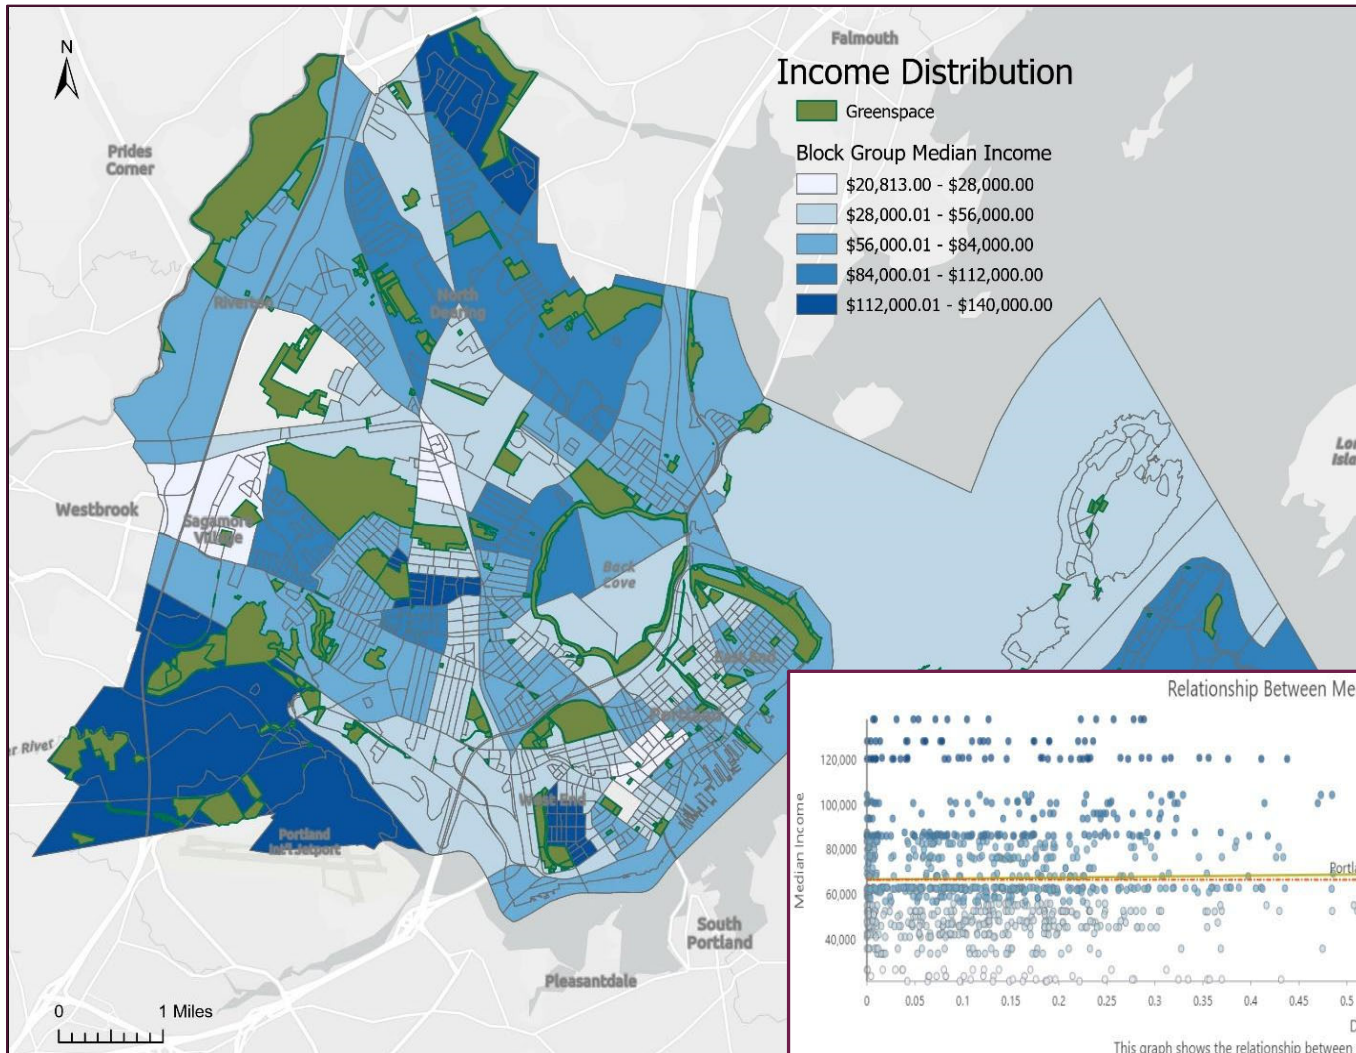 N
Falmouth
Income Distribution
Greenspace
Block Group Median Income
$20,813.00 - $28,000.00
$28,000.01 - $56,000.00
$56,000.01 - $84,000.00
$84,000.01 - $112,000.00
$112,000.01 - $140,000.00
Prides
Corner
Riverton
North
Deering
Westbrook
Sagamore
Village
Back
Cove
East End
Portland
West End
Portland
Int'l Jetport
River
South
Portland
Pleasantdale
0 1 Miles
Relationship Between Me
Median Income
120,000
100,000
80,000
60,000
40,000
Portla
0 0.05 0.1 0.15 0.2 0.25 0.3 0.35 0.4 0.45 0.5
D
This graph shows the relationship between